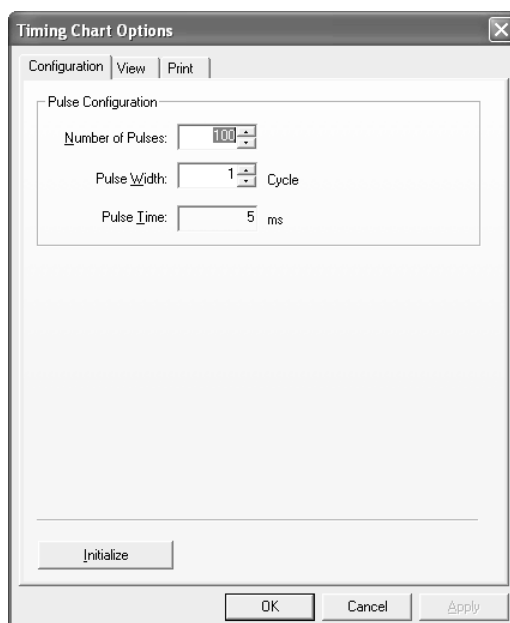 Timing Chart Options
Configuration View Print
Pulse Configuration
Number of Pulses: 100
Pulse Width: 1 Cycle
Pulse Time: 5 ms
Initialize
OK Cancel Apply